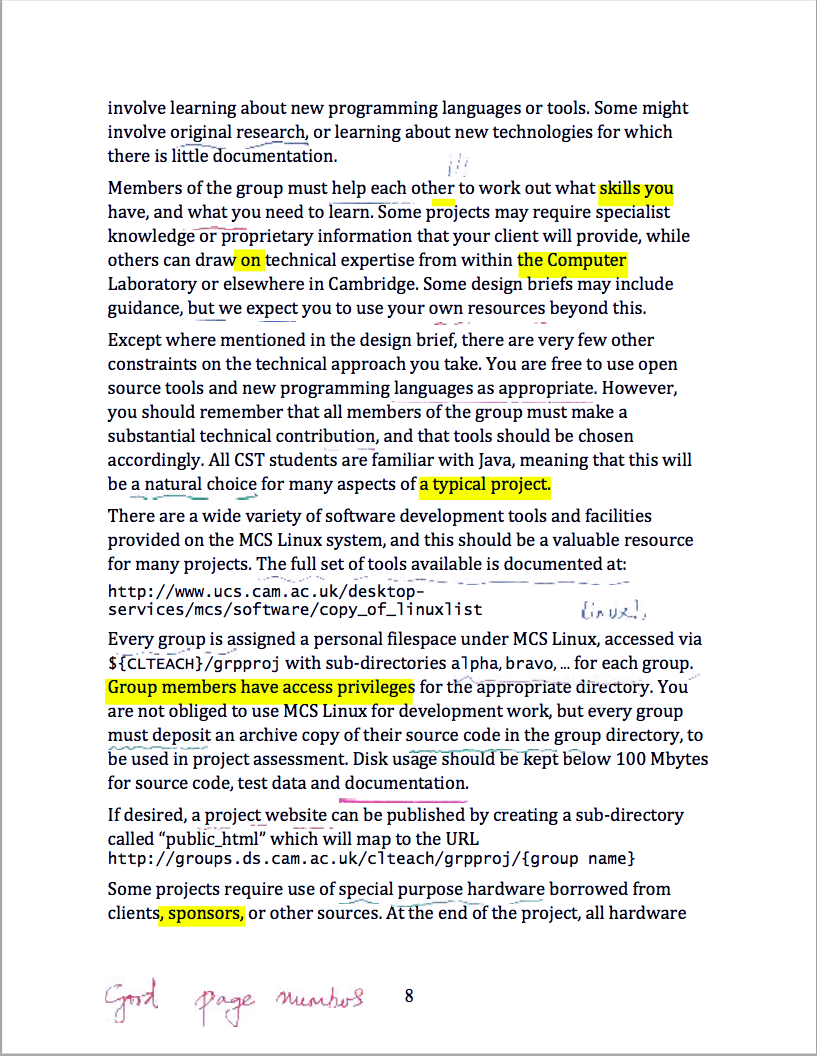 involve learning about new programming languages or tools. Some might
involve original research, or learning about new technologies for which
there is little documentation.
!!!
Members of the group must help each other to work out what skills you
have, and what you need to learn. Some projects may require specialist
knowledge or proprietary information that your client will provide, while
others can draw on technical expertise from within the Computer
Laboratory or elsewhere in Cambridge. Some design briefs may include
guidance, but we expect you to use your own resources beyond this.
Except where mentioned in the design brief, there are very few other
constraints on the technical approach you take. You are free to use open
source tools and new programming languages as appropriate. However,
you should remember that all members of the group must make a
substantial technical contribution, and that tools should be chosen
accordingly. All CST students are familiar with Java, meaning that this will
be a natural choice for many aspects of a typical project.
There are a wide variety of software development tools and facilities
provided on the MCS Linux system, and this should be a valuable resource
for many projects. The full set of tools available is documented at:
http://www.ucs.cam.ac.uk/desktop-
services/mcs/software/copy_of_linuxlist
Linux!
Every group is assigned a personal filespace under MCS Linux, accessed via
${CLTEACH}/grpproj with sub-directories alpha, bravo, … for each group.
Group members have access privileges for the appropriate directory. You
are not obliged to use MCS Linux for development work, but every group
must deposit an archive copy of their source code in the group directory, to
be used in project assessment. Disk usage should be kept below 100 Mbytes
for source code, test data and documentation.
If desired, a project website can be published by creating a sub-directory
called “public_html” which will map to the URL
http://groups.ds.cam.ac.uk/clteach/grpproj/{group name}
Some projects require use of special purpose hardware borrowed from
clients, sponsors, or other sources. At the end of the project, all hardware
Good page numbos 8